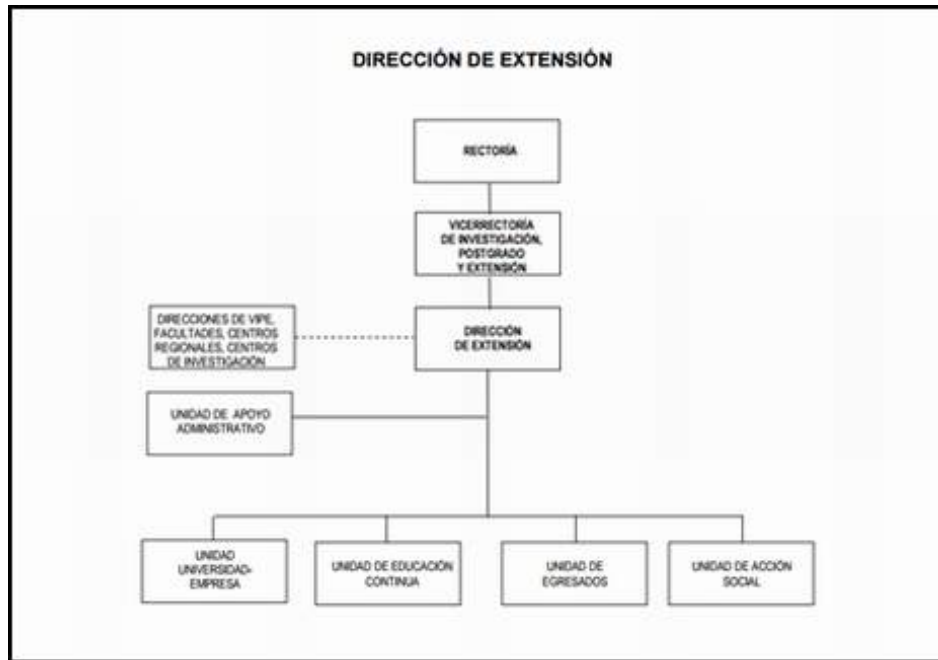 DIRECCIÓN DE EXTENSIÓN
RECTORÍA
VICERRECTORÍA
DE INVESTIGACIÓN,
POSTGRADO
Y EXTENSIÓN
DIRECCIONES DE VIPE,
FACULTADES, CENTROS
REGIONALES, CENTROS
DE INVESTIGACIÓN
DIRECCIÓN
DE EXTENSIÓN
UNIDAD DE APOYO
ADMINISTRATIVO
UNIDAD
UNIVERSIDAD-
EMPRESA
UNIDAD DE EDUCACIÓN
CONTINUA
UNIDAD DE
EGRESADOS
UNIDAD DE ACCIÓN
SOCIAL